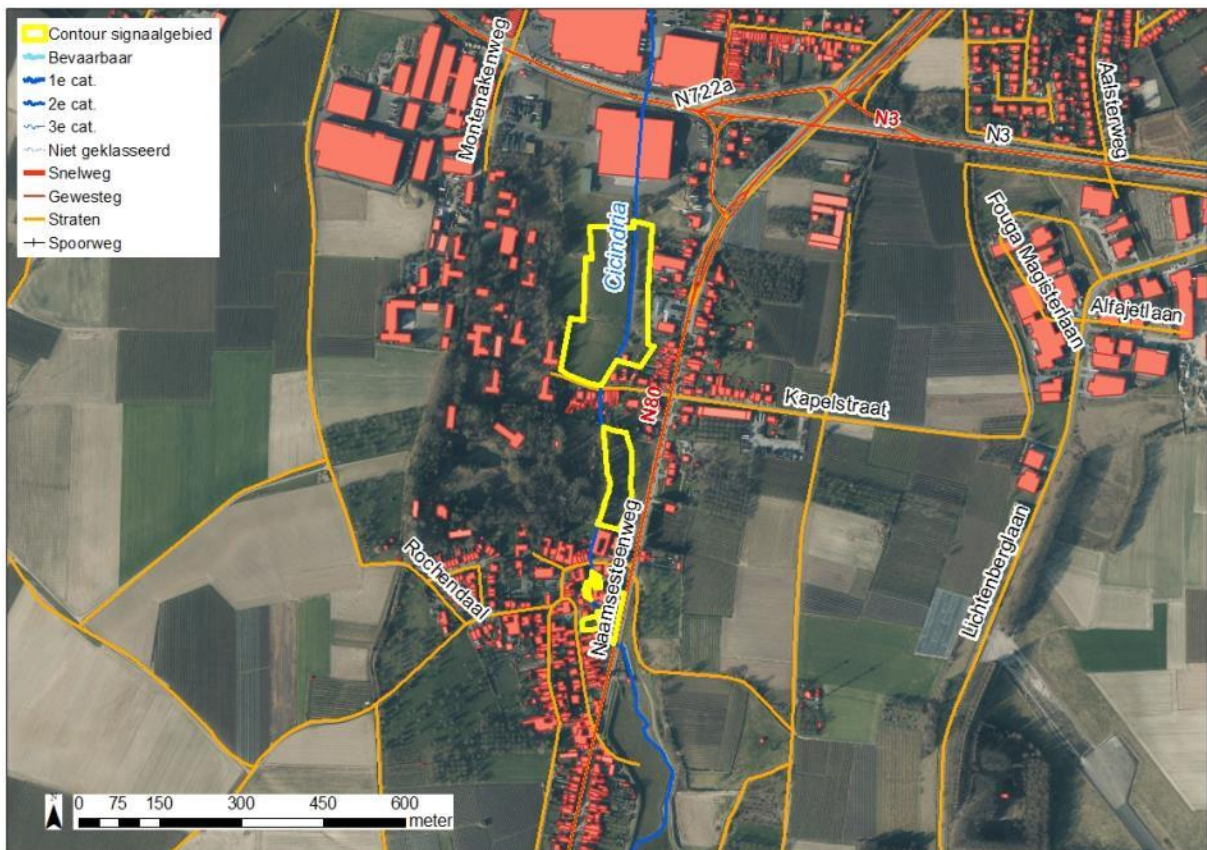 Contour signaalgebied
Bevaarbaar
1e cat.
2e cat.
3e cat.
Niet geklasseerd
Snelweg
Gewesteg
Straten
Spoorweg
Montenakenweg
N722a
N3
N3
Aalsterweg
Cicindria
Fouga Magisterlaan
Alfajetlaan
N80
Kapelstraat
Rochendaal
Naamsesteenweg
Lichtenberglaan
N
0 75 150 300 450 600
meter